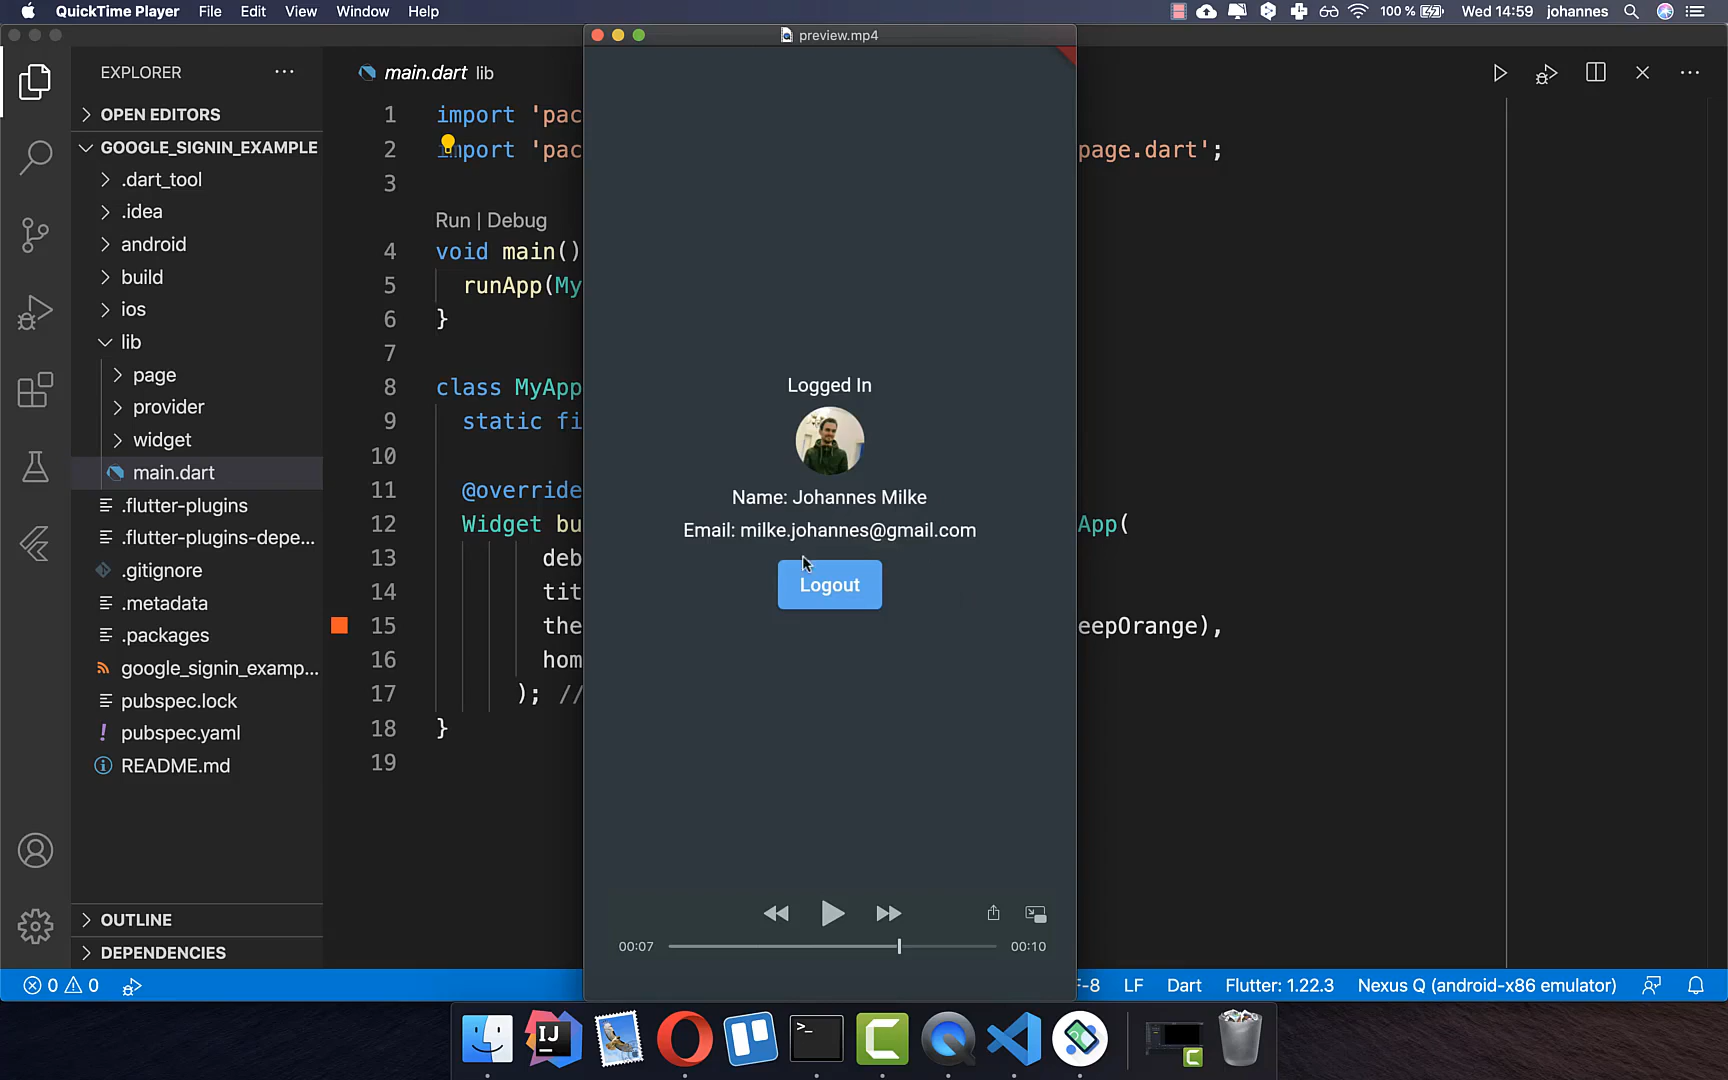 QuickTime Player File Edit View Window Help 100 % Wed 14:59 johannes
preview.mp4
EXPLORER
OPEN EDITORS
GOOGLE_SIGNIN_EXAMPLE
.dart_tool
.idea
android
build
ios
lib
page
provider
widget
main.dart
.flutter-plugins
.flutter-plugins-depe...
.gitignore
.metadata
.packages
google_signin_examp...
pubspec.lock
pubspec.yaml
README.md
OUTLINE
DEPENDENCIES
main.dart lib
1 import 'pac
2 import 'pac page.dart';
3
Run | Debug
4 void main()
5 runApp(My
6 }
7
8 class MyApp
9 static fi
10
11 @override
12 Widget bu App(
13 deb
14 tit
15 the eepOrange),
16 hom
17 ); //
18 }
19
Logged In
Name: Johannes Milke
Email: milke.johannes@gmail.com
Logout
00:07 00:10
0 0 F-8 LF Dart Flutter: 1.22.3 Nexus Q (android-x86 emulator)
IJ